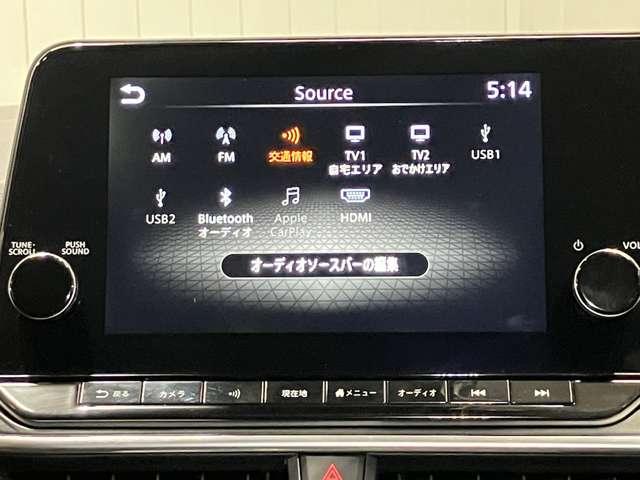 Source
5:14
AM
FM
交通情報
TV1
自宅エリア
TV2
おでかけエリア
USB1
USB2
Bluetooth
オーディオ
Apple
CarPlay
HDMI
オーディオソースバーの編集
TUNE·
SCROLL
PUSH
SOUND
VOL
戻る
カメラ
現在地
メニュー
オーディオ